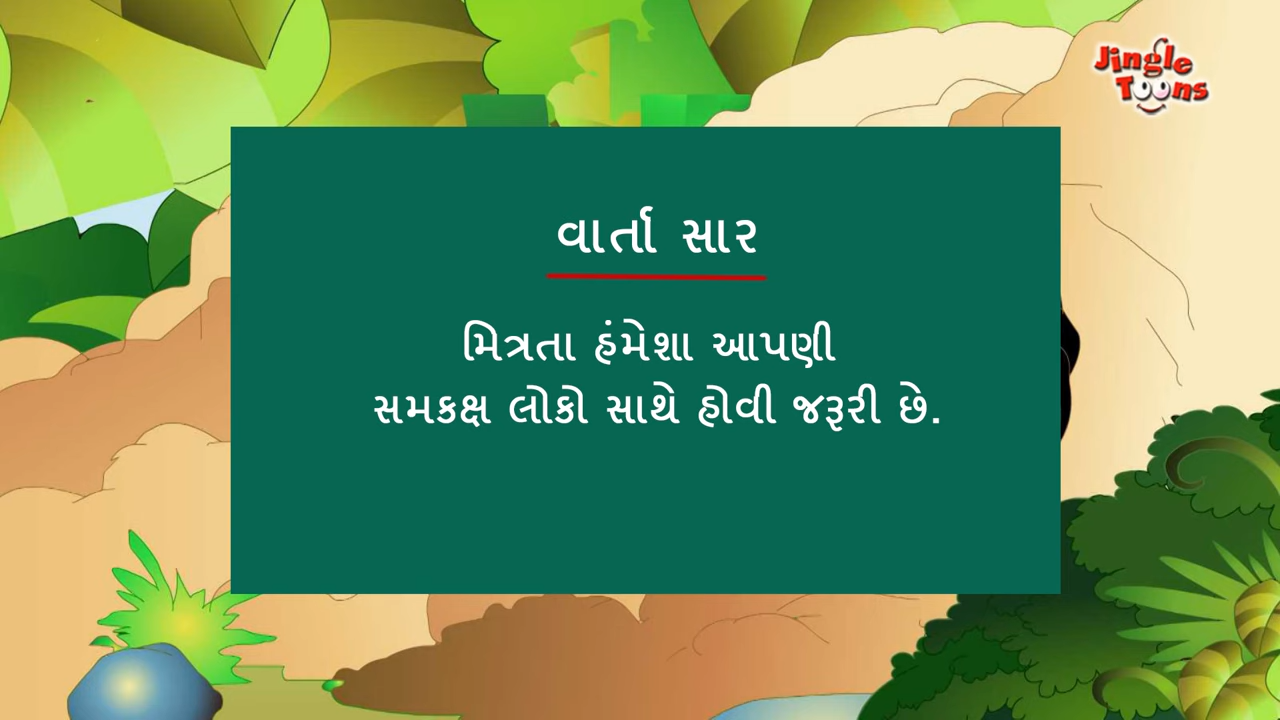 Jingle
Toons
વાર્તા સાર
મિત્રતા હંમેશા આપણી
સમકક્ષ લોકો સાથે હોવી જરૂરી છે.